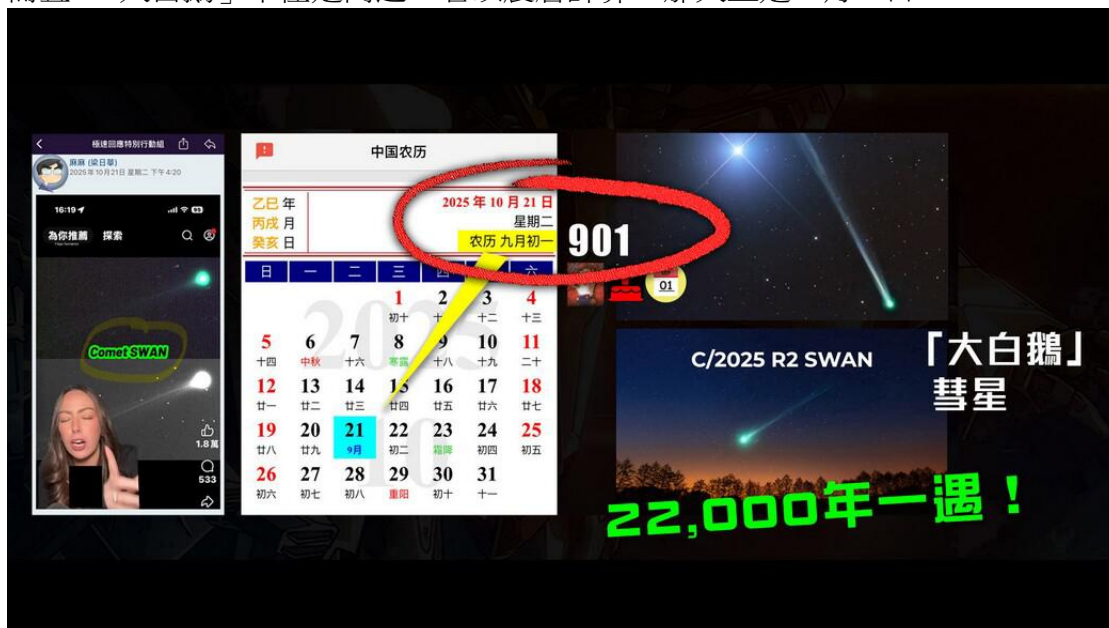 極速回應特別行動組
麻麻 (梁日華)
2025年10月21日 星期二 下午4:20
16:19
為你推薦 探索
Comet SWAN
1.8萬
533
中国农历
乙巳 年
丙戌 月
癸亥 日
2025 年 10 月 21 日
星期二
农历 九月初一
日 一 二 三 四 六
2025
10
1 2 3 4
初十 十二 十三
5 6 7 8 9 10 11
十四 中秋 十六 寒露 十八 十九 二十
12 13 14 15 16 17 18
廿一 廿二 廿三 廿四 廿五 廿六 廿七
19 20 21 22 23 24 25
廿八 廿九 9月 初二 霜降 初四 初五
26 27 28 29 30 31
初六 初七 初八 重阳 初十 十一
901
01
C/2025 R2 SWAN
「大白鵝」
彗星
22,000年一遇！